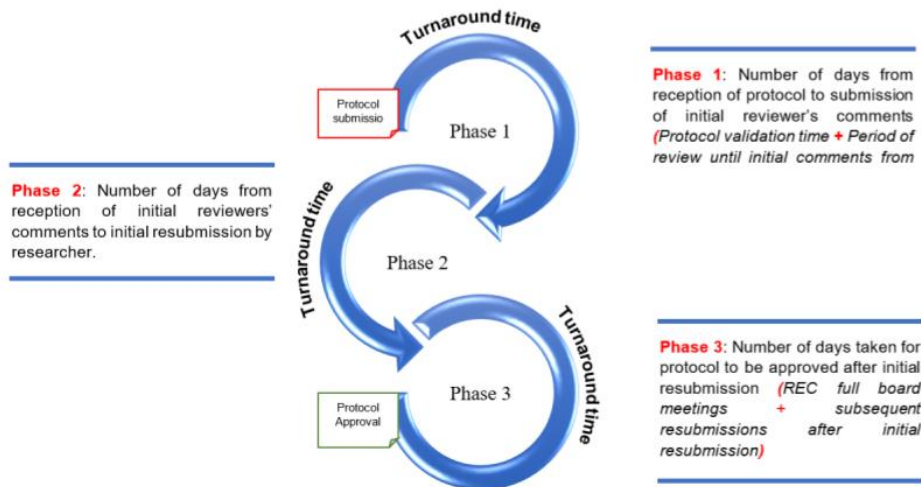 Turnaround time
Protocol
submissio
Phase 1
Phase 1: Number of days from
reception of protocol to submission
of initial reviewer's comments
(Protocol validation time + Period of
review until initial comments from
Phase 2: Number of days from
reception of initial reviewers'
comments to initial resubmission by
researcher.
Turnaround time
Phase 2
Turnaround time
Phase 3
Protocol
Approval
Phase 3: Number of days taken for
protocol to be approved after initial
resubmission (REC full board
meetings + subsequent
resubmissions after initial
resubmission)